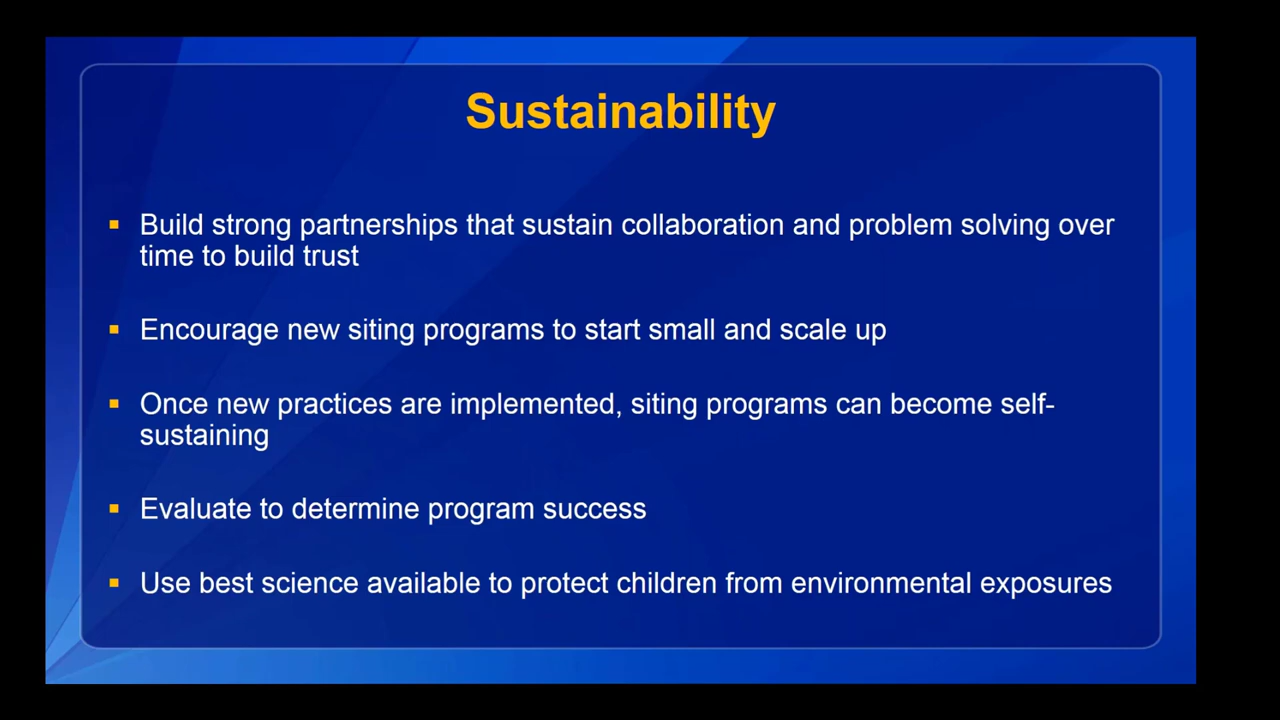 Sustainability
Build strong partnerships that sustain collaboration and problem solving over
time to build trust
Encourage new siting programs to start small and scale up
Once new practices are implemented, siting programs can become self-
sustaining
Evaluate to determine program success
Use best science available to protect children from environmental exposures